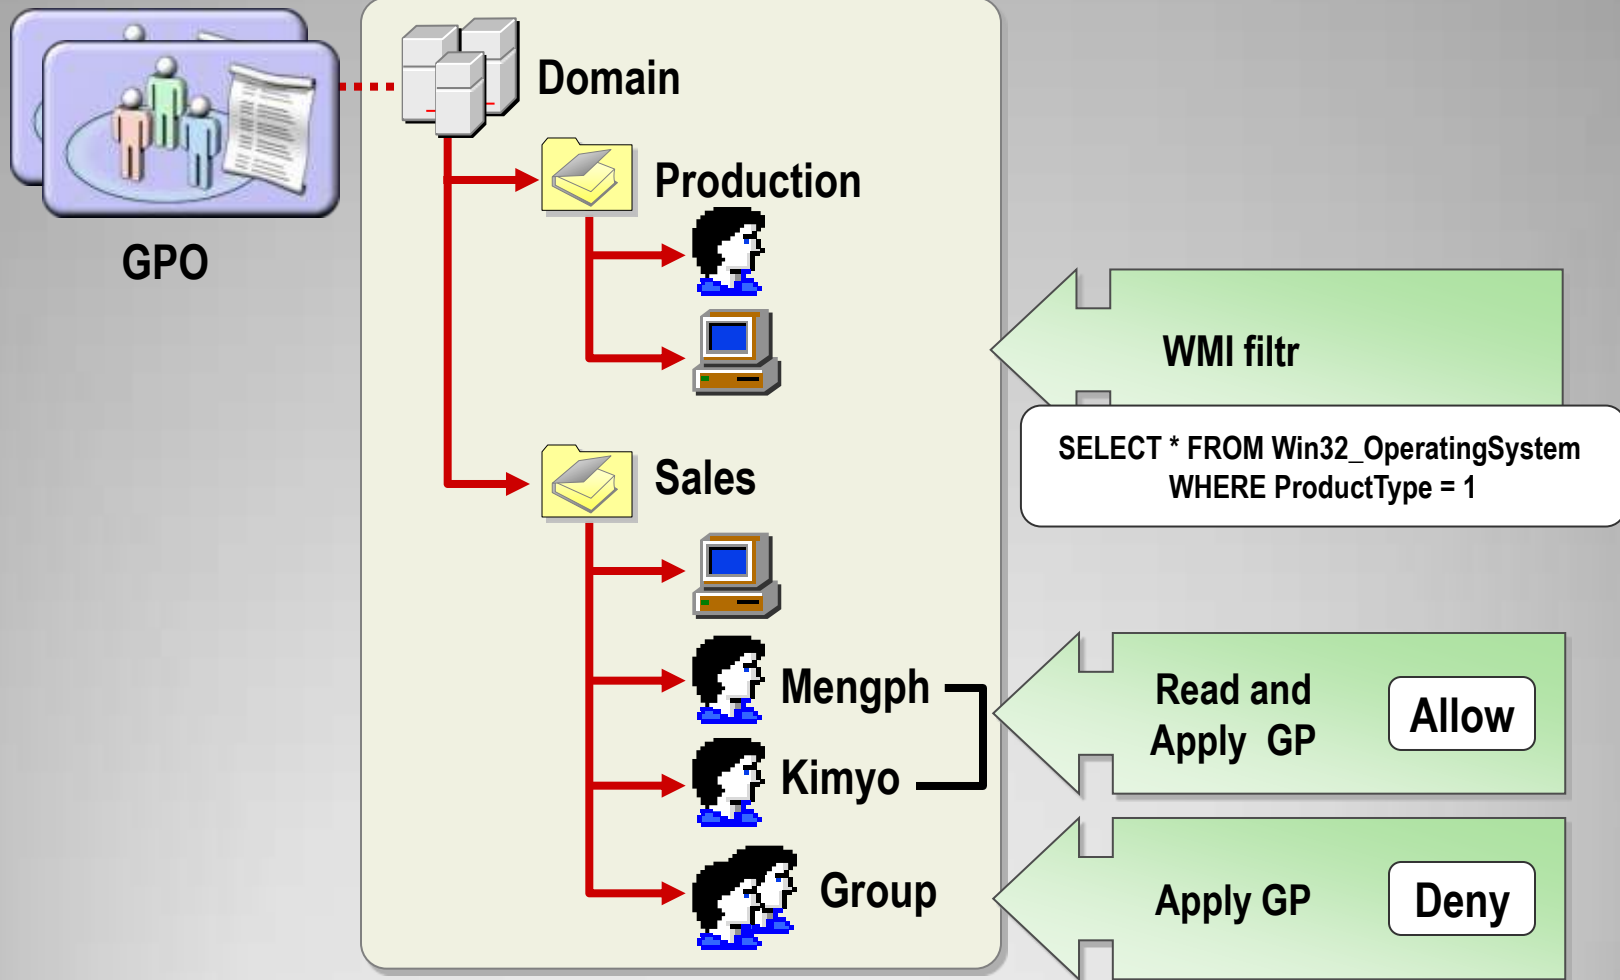 Domain
Production
GPO
WMI filtr
SELECT * FROM Win32_OperatingSystem
WHERE ProductType = 1
Sales
Mengph
Read and
Apply GP
Allow
Kimyo
Group
Apply GP
Deny